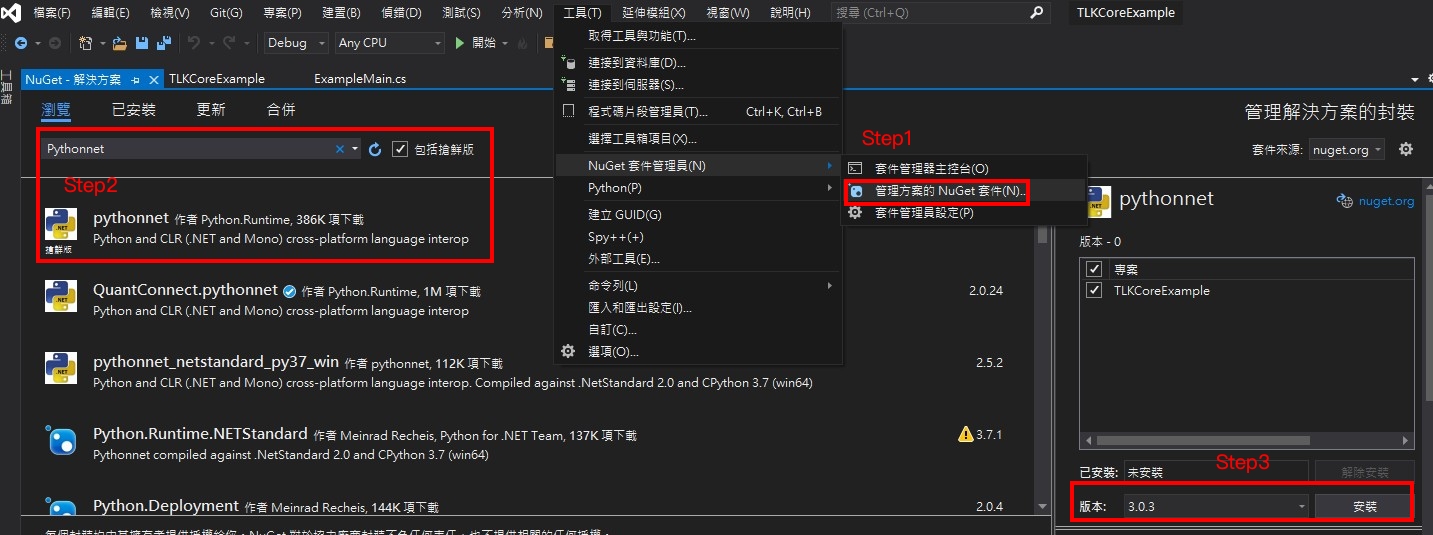 檔案(F) 編輯(E) 檢視(V) Git(G) 專案(P) 建置(B) 偵錯(D) 測試(S) 分析(N) 工具(T) 延伸模組(X) 視窗(W) 說明(H) 搜尋 (Ctrl+Q) TLKCoreExample
Debug Any CPU 開始
工具箱
NuGet - 解決方案 TLKCoreExample ExampleMain.cs
瀏覽 已安裝 更新 合併
Pythonnet 包括搶鮮版
Step2
pythonnet 作者 Python.Runtime, 386K 項下載
Python and CLR (.NET and Mono) cross-platform language interop
搶鮮版
QuantConnect.pythonnet 作者 Python.Runtime, 1M 項下載 2.0.24
Python and CLR (.NET and Mono) cross-platform language interop
pythonnet_netstandard_py37_win 作者 pythonnet, 112K 項下載 2.5.2
Python and CLR (.NET and Mono) cross-platform language interop. Compiled against .NetStandard 2.0 and CPython 3.7 (win64)
Python.Runtime.NETStandard 作者 Meinrad Recheis, Python for .NET Team, 137K 項下載 3.7.1
Pythonnet compiled against .NetStandard 2.0 and CPython 3.7 (win64)
Python.Deployment 作者 Meinrad Recheis, 144K 項下載 2.0.4
取得工具與功能(T)...
連接到資料庫(D)...
連接到伺服器(S)...
程式碼片段管理員(T)... Ctrl+K, Ctrl+B
選擇工具箱項目(X)...
NuGet 套件管理員(N)
Python(P)
建立 GUID(G)
Spy++(+)
外部工具(E)...
命令列(L)
匯入和匯出設定(I)...
自訂(C)...
選項(O)...
Step1
套件管理器主控台(O)
管理方案的 NuGet 套件(N)...
套件管理員設定(P)
管理解決方案的封裝
套件來源: nuget.org
pythonnet nuget.org
版本 - 0
專案
TLKCoreExample
Step3
已安裝: 未安裝 解除安裝
版本: 3.0.3 安裝